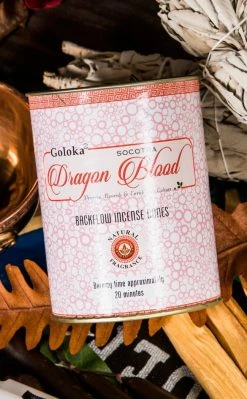 Goloka
SOCOTRA
Dragon Blood
BACKFLOW INCENSE CONES
NATURAL
FRAGRANCE
Burning time approximately
20 minutes